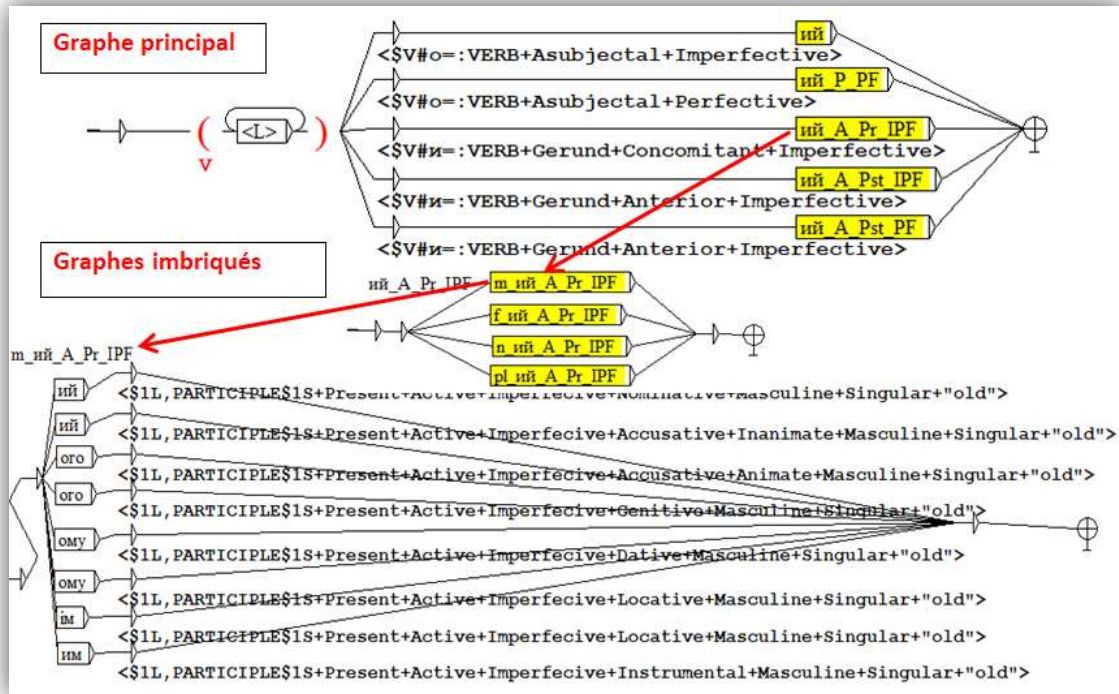 Graphe principal
ий
<$V#о=:VERB+Asubjectal+Imperfective>
ий_P_PF
<$V#о=:VERB+Asubjectal+Perfective>
( <L> )
v
ий_A_Pr_IPF
<$V#и=:VERB+Gerund+Concomitant+Imperfective>
ий_A_Pst_IPF
<$V#и=:VERB+Gerund+Anterior+Imperfective>
ий_A_Pst_PF
<$V#и=:VERB+Gerund+Anterior+Imperfective>
Graphes imbriqués
ий_A_Pr_IPF
m_ий_A_Pr_IPF
f_ий_A_Pr_IPF
n_ий_A_Pr_IPF
pl_ий_A_Pr_IPF
m_ий_A_Pr_IPF
ий
<$1L,PARTICIPLE$1S+Present+Active+Imperfecive+Nominative+Masculine+Singular+"old">
ий
<$1L,PARTICIPLE$1S+Present+Active+Imperfecive+Accusative+Inanimate+Masculine+Singular+"old">
ого
<$1L,PARTICIPLE$1S+Present+Active+Imperfecive+Accusative+Animate+Masculine+Singular+"old">
ого
<$1L,PARTICIPLE$1S+Present+Active+Imperfecive+Genitive+Masculine+Singular+"old">
ому
<$1L,PARTICIPLE$1S+Present+Active+Imperfecive+Dative+Masculine+Singular+"old">
ому
<$1L,PARTICIPLE$1S+Present+Active+Imperfecive+Locative+Masculine+Singular+"old">
ім
<$1L,PARTICIPLE$1S+Present+Active+Imperfecive+Locative+Masculine+Singular+"old">
им
<$1L,PARTICIPLE$1S+Present+Active+Imperfecive+Instrumental+Masculine+Singular+"old">